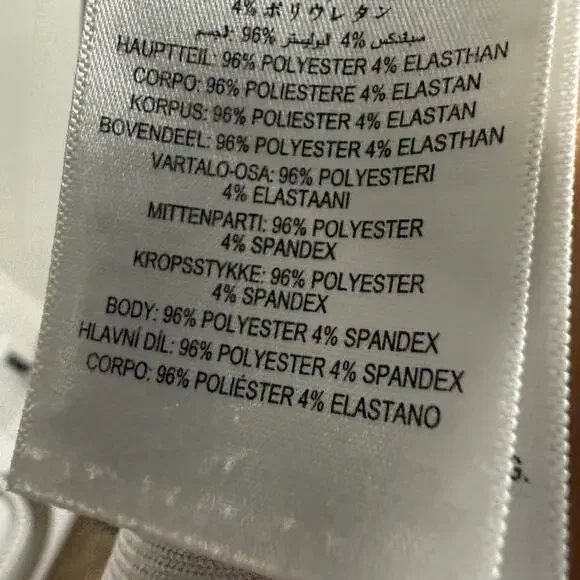 4% ポリウレタン
سباندكس 4% البوليستر 96% :الجسم
HAUPTTEIL: 96% POLYESTER 4% ELASTHAN
CORPO: 96% POLIESTERE 4% ELASTAN
KORPUS: 96% POLIESTER 4% ELASTAN
BOVENDEEL: 96% POLYESTER 4% ELASTHAN
VARTALO-OSA: 96% POLYESTERI
4% ELASTAANI
MITTENPARTI: 96% POLYESTER
4% SPANDEX
KROPSSTYKKE: 96% POLYESTER
4% SPANDEX
BODY: 96% POLYESTER 4% SPANDEX
HLAVNÍ DÍL: 96% POLYESTER 4% SPANDEX
CORPO: 96% POLIÉSTER 4% ELASTANO
G.